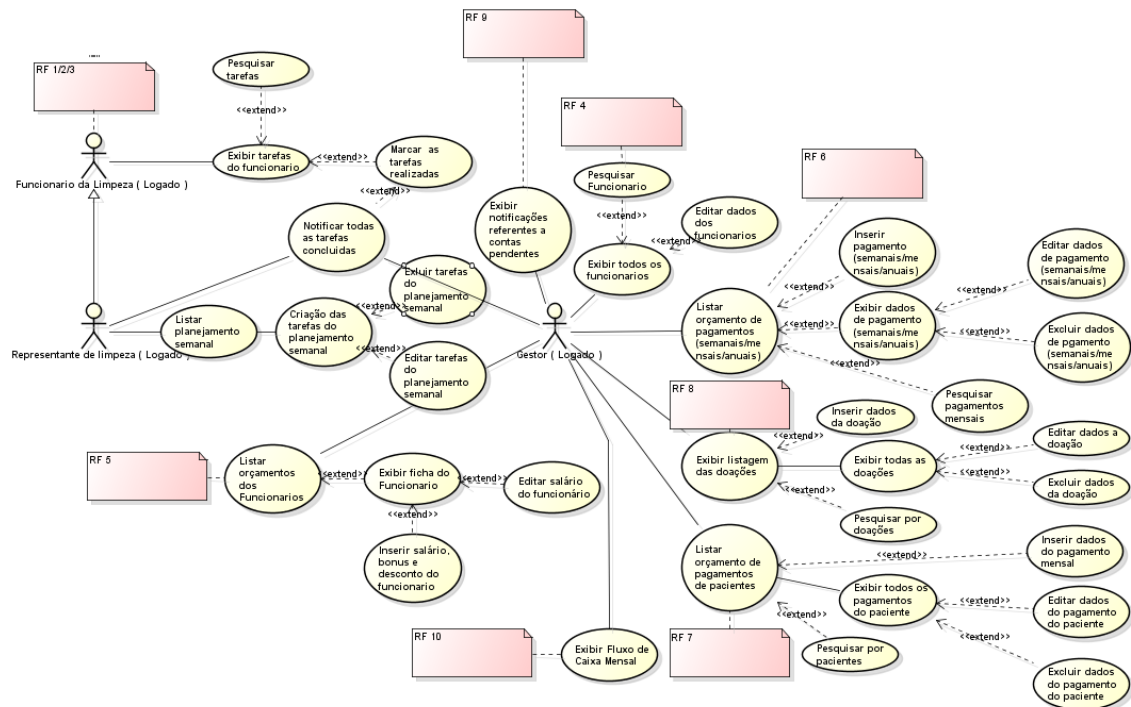 RF 9
RF 1/2/3
Pesquisar
tarefas
<<extend>>
Exibir tarefas
do funcionario
<<extend>>
Marcar as
tarefas
realizadas
<<extend>>
Funcionario da Limpeza ( Logado )
Notificar todas
as tarefas
concluidas
Exibir
notificações
referentes a
contas
pendentes
RF 4
Pesquisar
Funcionario
<<extend>>
Editar dados
dos
funcionarios
<<extend>>
Exibir todos os
funcionarios
RF 6
Inserir
pagamento
(semanais/me
nsais/anuais)
<<extend>>
Editar dados
de pagamento
(semanais/me
nsais/anuais)
<<extend>>
Exluir tarefas
do
planejamento
semanal
<<extend>>
Criação das
tarefas do
planejamento
semanal
<<extend>>
Listar
planejamento
semanal
Representante de limpeza ( Logado )
Editar tarefas
do
planejamento
semanal
Gestor ( Logado )
Listar
orçamento de
pagamentos
(semanais/me
nsais/anuais)
<<extend>>
Exibir dados
de pagamento
(semanais/me
nsais/anuais)
<<extend>>
Excluir dados
de pgamento
(semanais/me
nsais/anuais)
<<extend>>
Pesquisar
pagamentos
mensais
RF 8
Inserir dados
da doação
<<extend>>
Exibir listagem
das doações
Exibir todas as
doações
<<extend>>
Editar dados a
doação
<<extend>>
Excluir dados
da doação
<<extend>>
Pesquisar por
doações
RF 5
Listar
orçamentos
dos
Funcionarios
<<extend>>
Exibir ficha do
Funcionario
<<extend>>
Editar salário
do funcionário
<<extend>>
Inserir salário,
bonus e
desconto do
funcionario
Listar
orçamento de
pagamentos
de pacientes
<<extend>>
Inserir dados
do pagamento
mensal
Exibir todos os
pagamentos
do paciente
<<extend>>
Editar dados
do pagamento
do paciente
<<extend>>
Excluir dados
do pagamento
do paciente
<<extend>>
Pesquisar por
pacientes
RF 7
RF 10
Exibir Fluxo de
Caixa Mensal